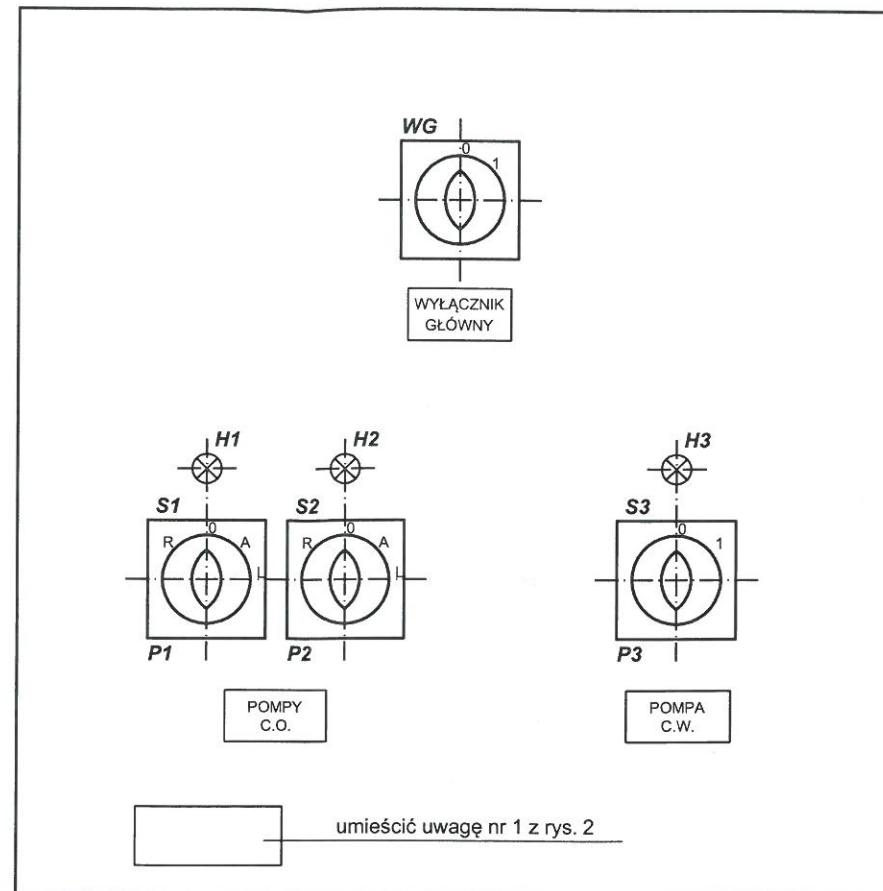 WG
0
1
WYŁĄCZNIK
GŁÓWNY
H1
H2
H3
S1
S2
S3
R 0 A
R 0 A
0 1
P1
P2
P3
POMPY
C.O.
POMPA
C.W.
umieścić uwagę nr 1 z rys. 2